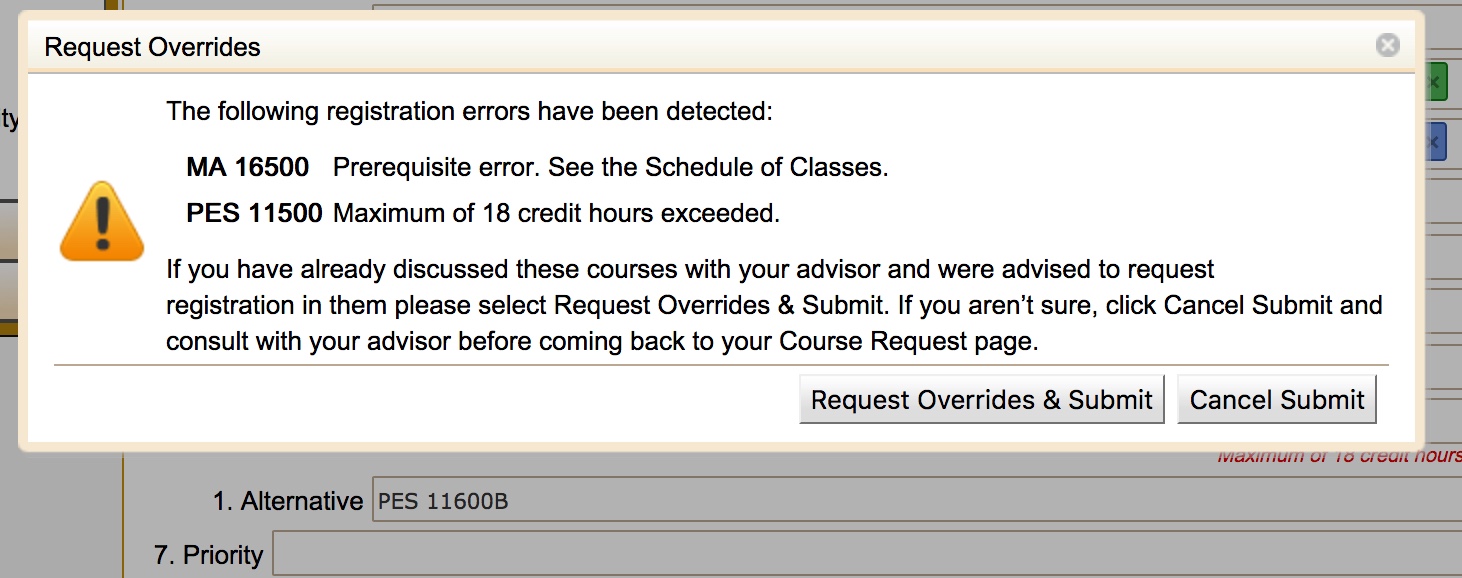 Request Overrides
The following registration errors have been detected:
ty
MA 16500 Prerequisite error. See the Schedule of Classes.
PES 11500 Maximum of 18 credit hours exceeded.
If you have already discussed these courses with your advisor and were advised to request
registration in them please select Request Overrides & Submit. If you aren’t sure, click Cancel Submit and
consult with your advisor before coming back to your Course Request page.
Request Overrides & Submit Cancel Submit
Maximum of 18 credit hours
1. Alternative PES 11600B
7. Priority